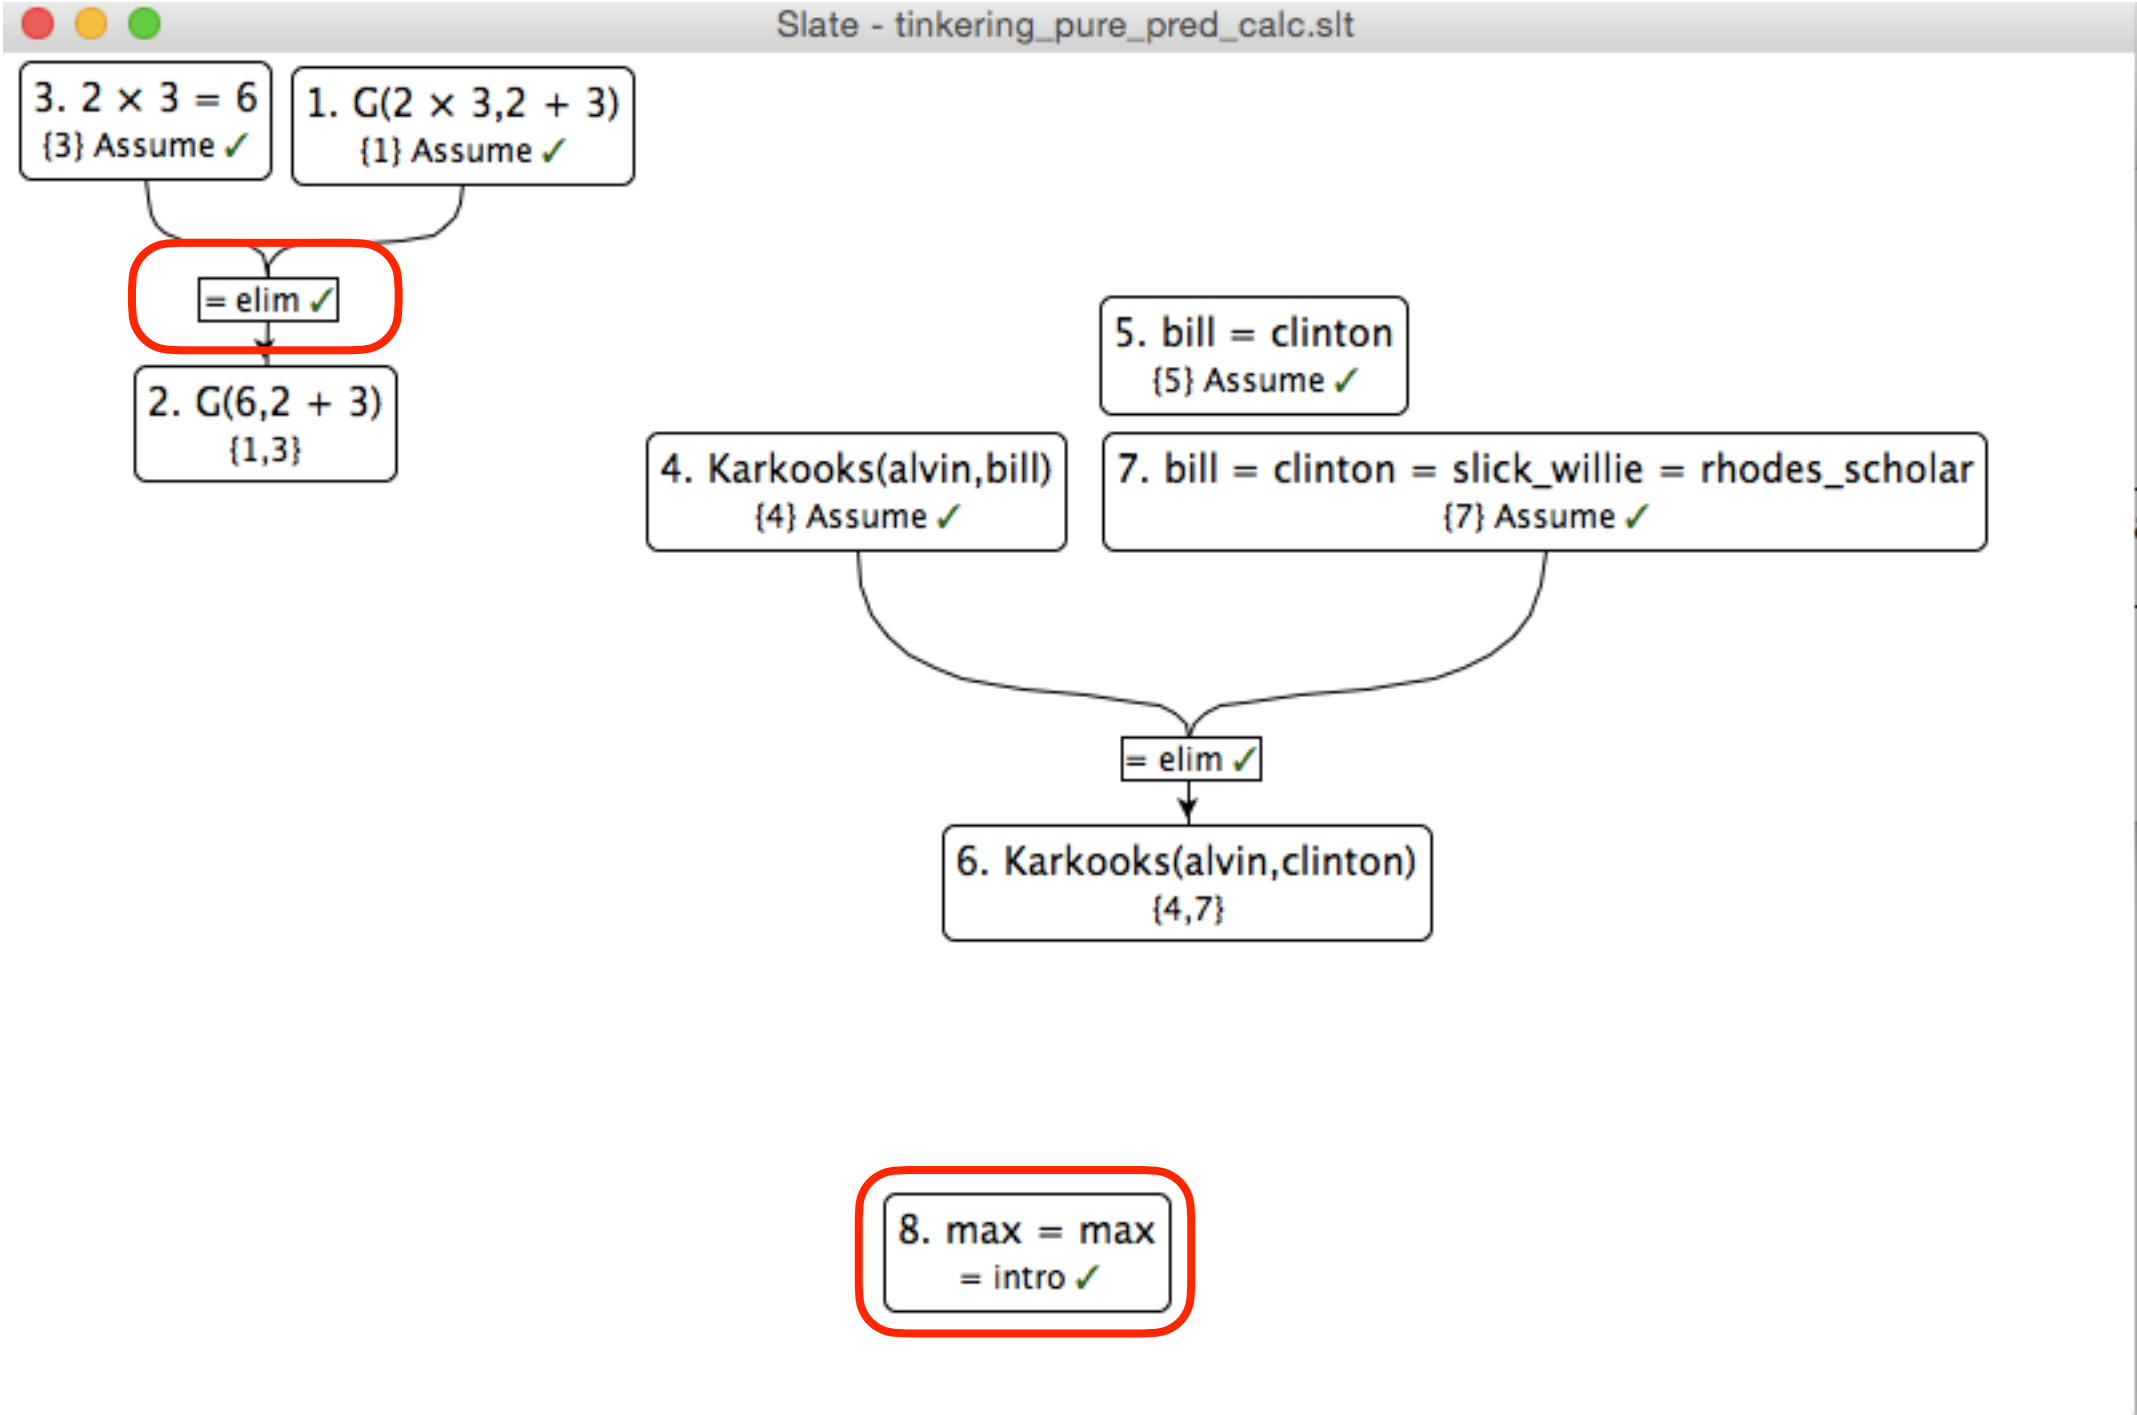 Slate - tinkering_pure_pred_calc.slt
3. 2 × 3 = 6
{3} Assume ✓
1. G(2 × 3,2 + 3)
{1} Assume ✓
= elim ✓
2. G(6,2 + 3)
{1,3}
5. bill = clinton
{5} Assume ✓
4. Karkooks(alvin,bill)
{4} Assume ✓
7. bill = clinton = slick_willie = rhodes_scholar
{7} Assume ✓
= elim ✓
6. Karkooks(alvin,clinton)
{4,7}
8. max = max
= intro ✓